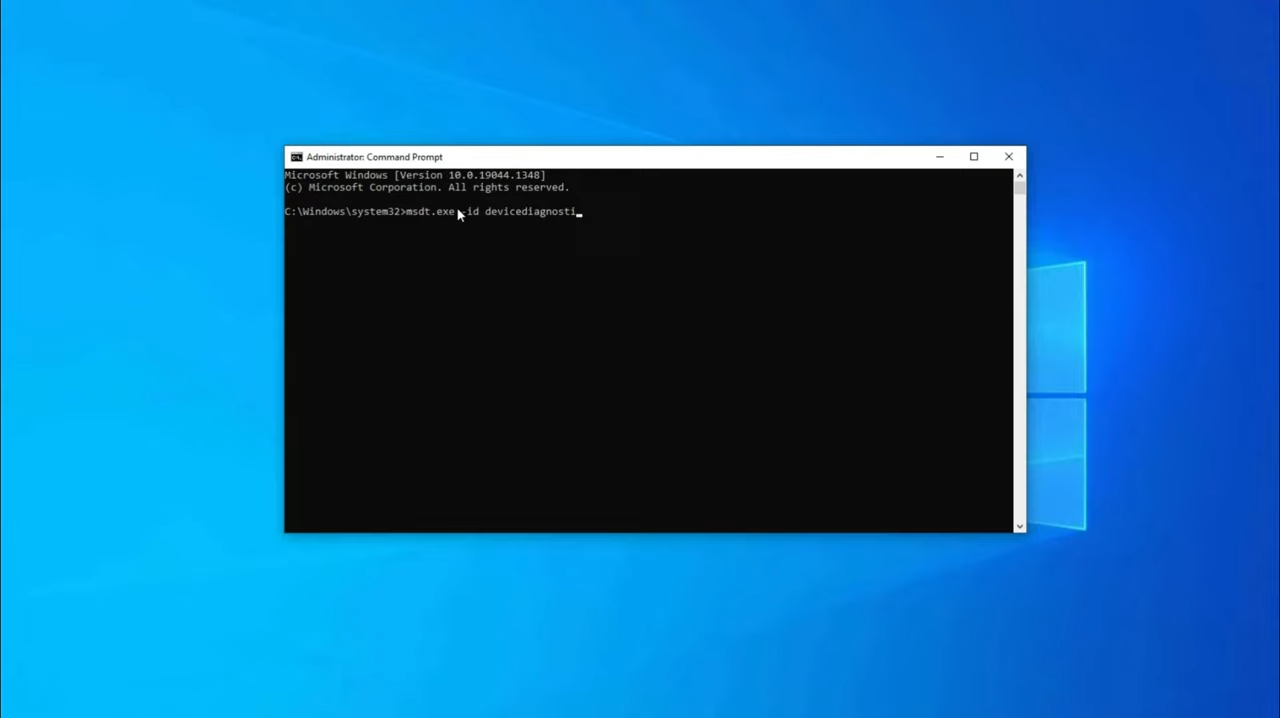 Administrator: Command Prompt
Microsoft Windows [Version 10.0.19044.1348]
(c) Microsoft Corporation. All rights reserved.
C:\Windows\system32>msdt.exe -id devicediagnosti